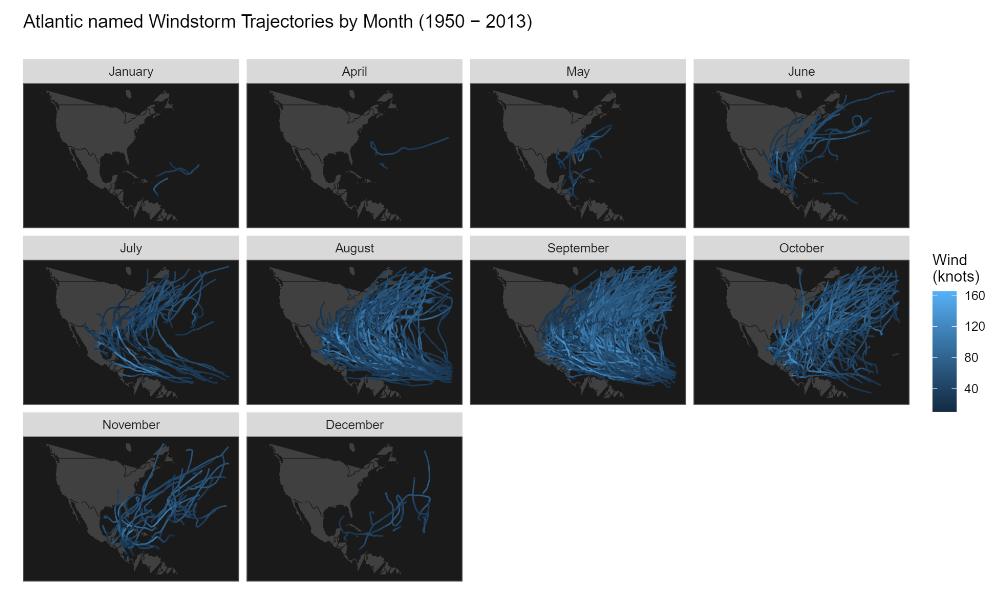 Atlantic named Windstorm Trajectories by Month (1950 − 2013)
January
April
May
June
July
August
September
October
November
December
Wind
(knots)
160
120
80
40